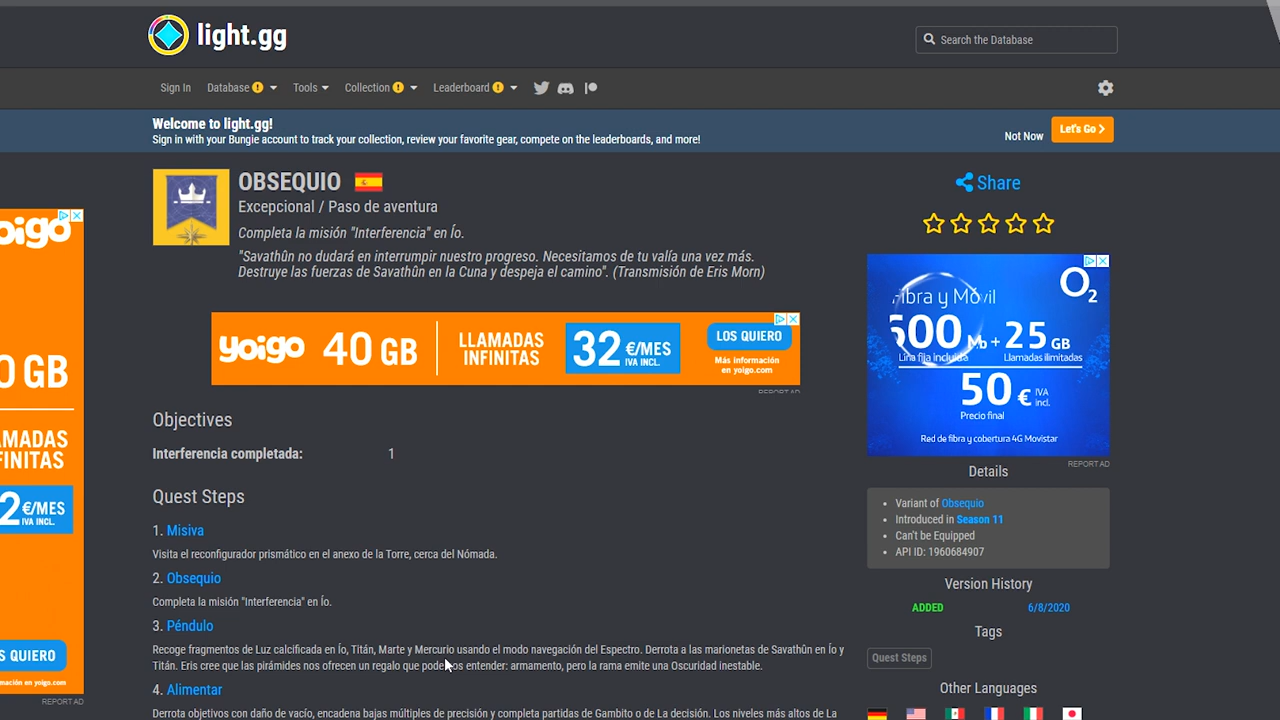 light.gg
Search the Database
Sign In Database Tools Collection Leaderboard
Welcome to light.gg!
Sign in with your Bungie account to track your collection, review your favorite gear, compete on the leaderboards, and more!
Not Now
Let's Go
OBSEQUIO
Excepcional / Paso de aventura
Completa la misión "Interferencia" en Ío.
"Savathûn no dudará en interrumpir nuestro progreso. Necesitamos de tu valía una vez más.
Destruye las fuerzas de Savathûn en la Cuna y despeja el camino". (Transmisión de Eris Morn)
Share
yoigo 40 GB
LLAMADAS
INFINITAS
32 €/MES
IVA INCL.
LOS QUIERO
Más información
en yoigo.com
REPORT AD
yoigo
0 GB
AMADAS
FINITAS
2 €/MES
IVA INCL.
S QUIERO
mación en yoigo.com
REPORT AD
Objectives
Interferencia completada: 1
Quest Steps
1. Misiva
Visita el reconfigurador prismático en el anexo de la Torre, cerca del Nómada.
2. Obsequio
Completa la misión "Interferencia" en Ío.
3. Péndulo
Recoge fragmentos de Luz calcificada en Ío, Titán, Marte y Mercurio usando el modo navegación del Espectro. Derrota a las marionetas de Savathûn en Ío y
Titán. Eris cree que las pirámides nos ofrecen un regalo que podemos entender: armamento, pero la rama emite una Oscuridad inestable.
4. Alimentar
Derrota objetivos con daño de vacío, encadena bajas múltiples de precisión y completa partidas de Gambito o de La decisión. Los niveles más altos de La
Fibra y Móvil
O2
600 Mb + 25 GB
Línea fija incluida
Llamadas ilimitadas
50 € IVA
incl.
Precio final
Red de fibra y cobertura 4G Movistar
REPORT AD
Details
Variant of Obsequio
Introduced in Season 11
Can't be Equipped
API ID: 1960684907
Version History
ADDED 6/8/2020
Tags
Quest Steps
Other Languages